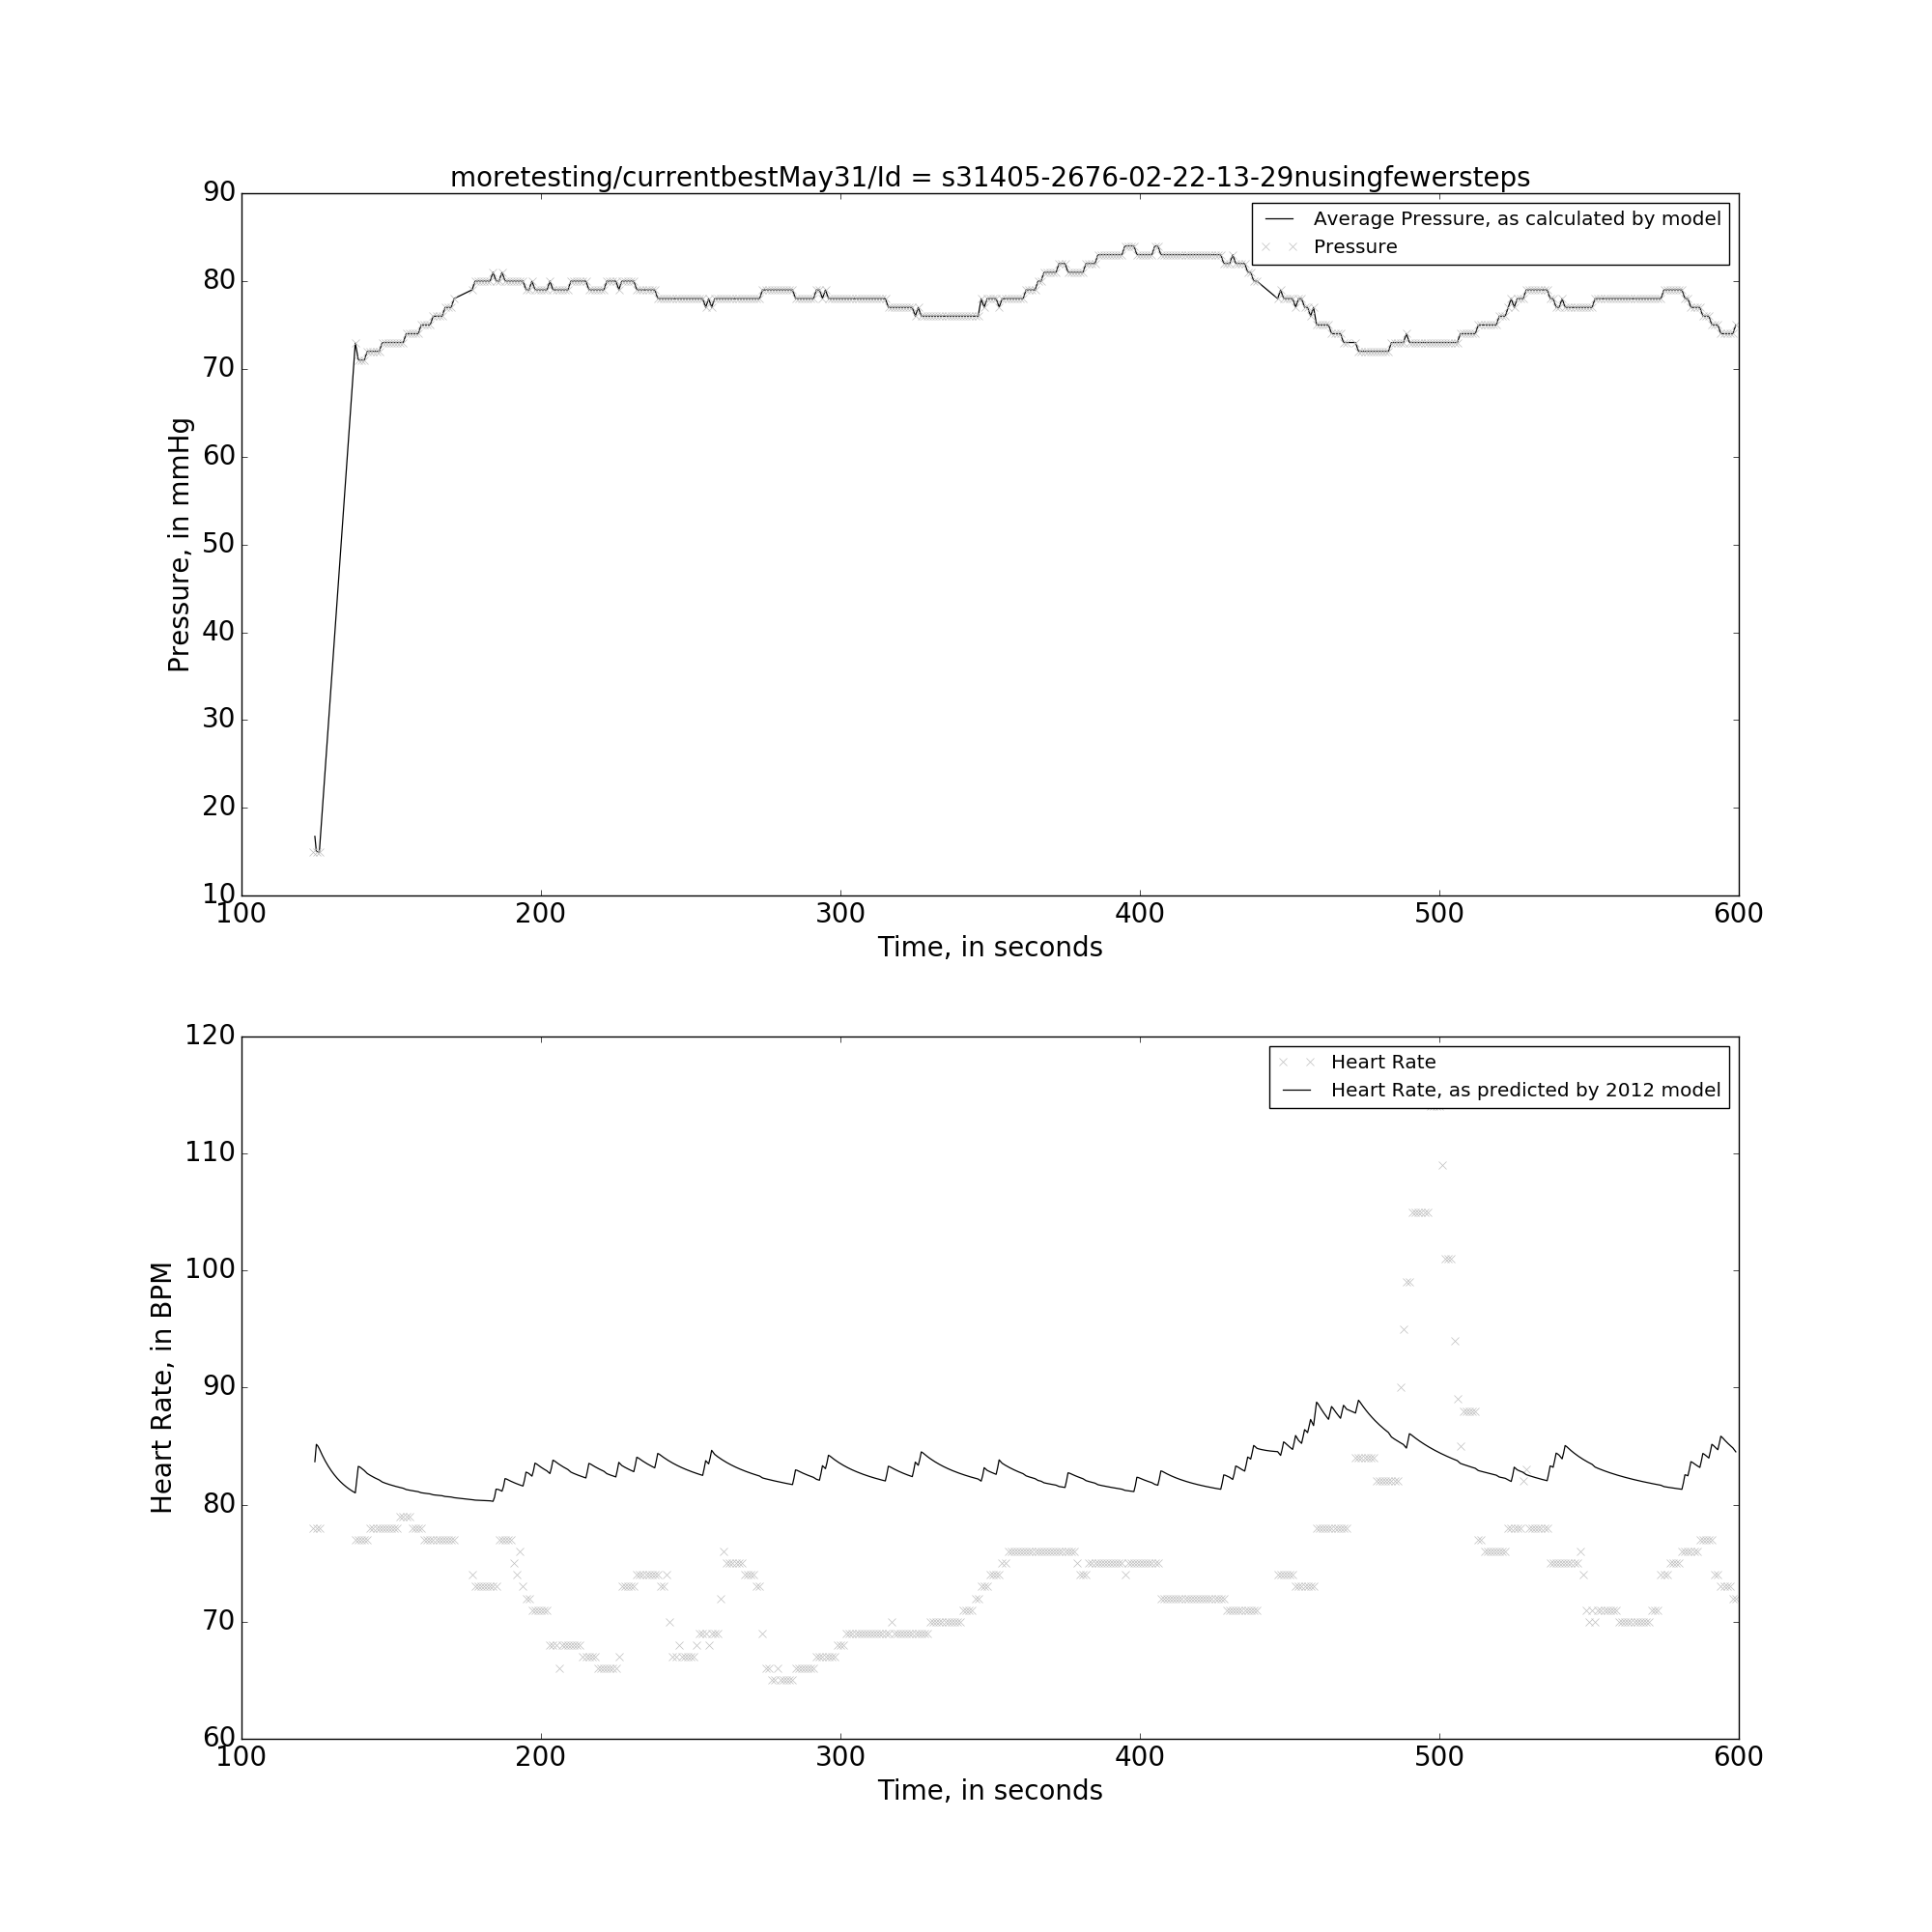 moretesting/currentbestMay31/Id = s31405-2676-02-22-13-29nusingfewersteps
90
80
70
60
50
40
30
20
10
Pressure, in mmHg
Average Pressure, as calculated by model
Pressure
100 200 300 400 500 600
Time, in seconds
120
110
100
90
80
70
60
Heart Rate, in BPM
Heart Rate
Heart Rate, as predicted by 2012 model
100 200 300 400 500 600
Time, in seconds